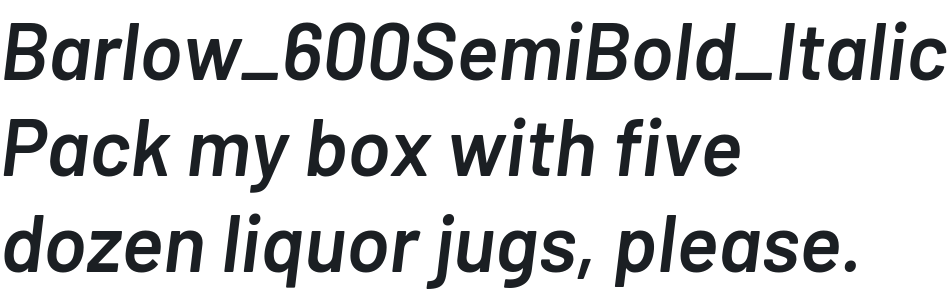 Barlow_600SemiBold_Italic
Pack my box with five
dozen liquor jugs, please.